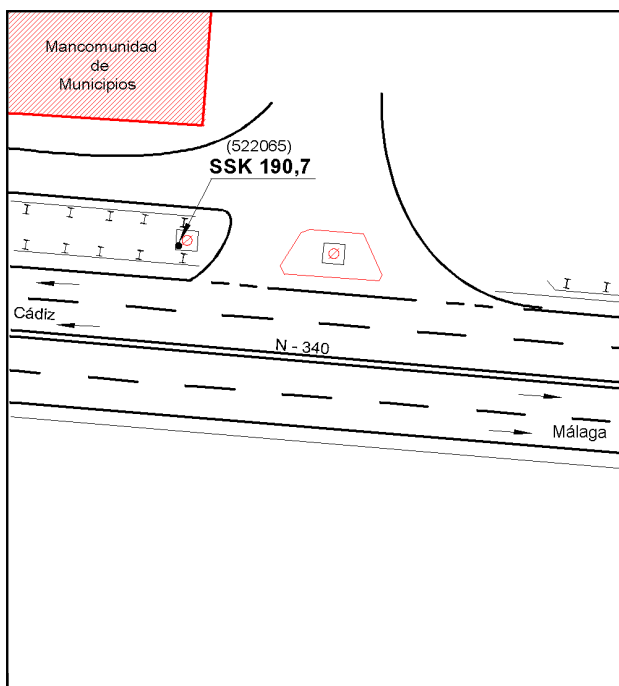 Mancomunidad
de
Municipios
(522065)
SSK 190,7
Cádiz
N - 340
Málaga